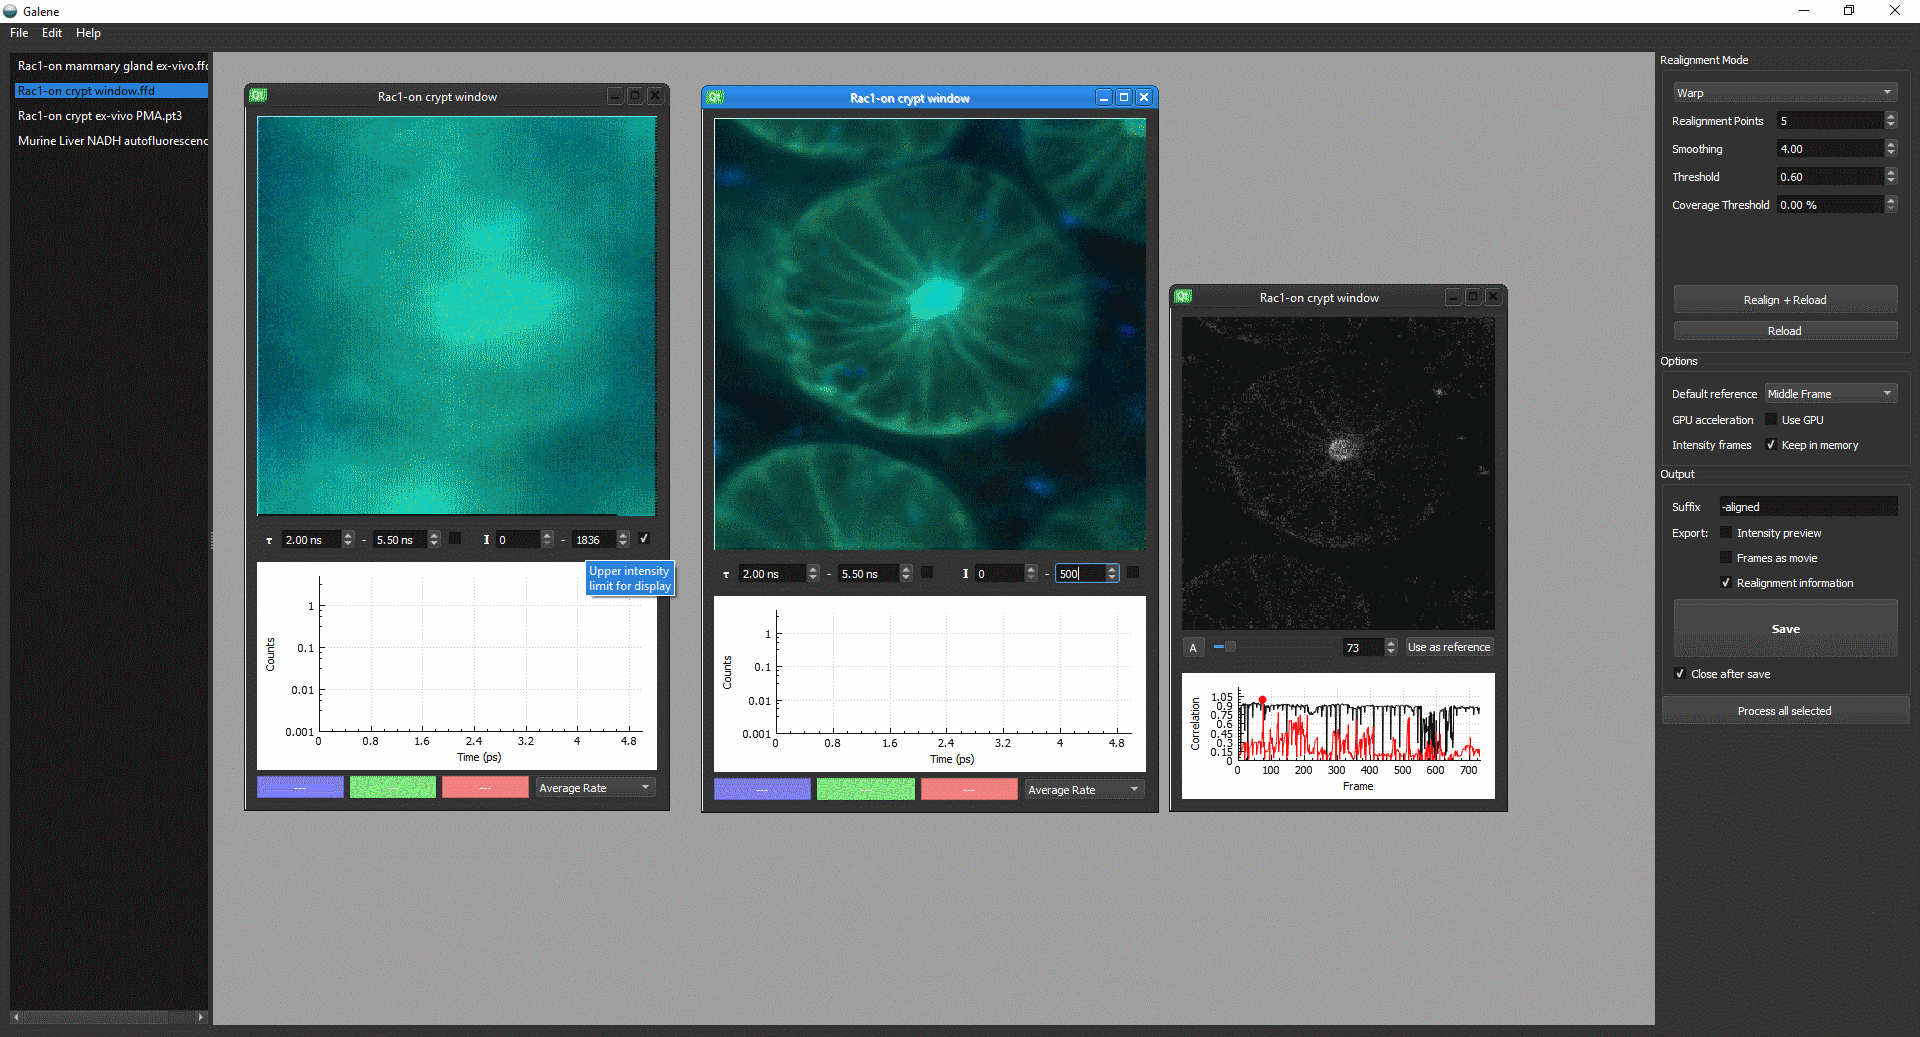 Galene
File Edit Help
Rac1-on mammary gland ex-vivo.ffd
Rac1-on crypt window.ffd
Rac1-on crypt ex-vivo PMA.pt3
Murine Liver NADH autofluorescenc
Rac1-on crypt window
τ 2.00 ns - 5.50 ns I 0 - 1836
Upper intensity
limit for display
Counts
1
0.1
0.01
0.001
0 0.8 1.6 2.4 3.2 4 4.8
Time (ps)
--- --- --- Average Rate
Rac1-on crypt window
τ 2.00 ns - 5.50 ns I 0 - 500
Counts
1
0.1
0.01
0.001
0 0.8 1.6 2.4 3.2 4 4.8
Time (ps)
--- --- --- Average Rate
Rac1-on crypt window
A 73 Use as reference
Correlation
1.05
0.9
0.75
0.6
0.45
0.3
0.15
0
0 100 200 300 400 500 600 700
Frame
Realignment Mode
Warp
Realignment Points 5
Smoothing 4.00
Threshold 0.60
Coverage Threshold 0.00 %
Realign + Reload
Reload
Options
Default reference Middle Frame
GPU acceleration Use GPU
Intensity frames Keep in memory
Output
Suffix -aligned
Export: Intensity preview
Frames as movie
Realignment information
Save
Close after save
Process all selected